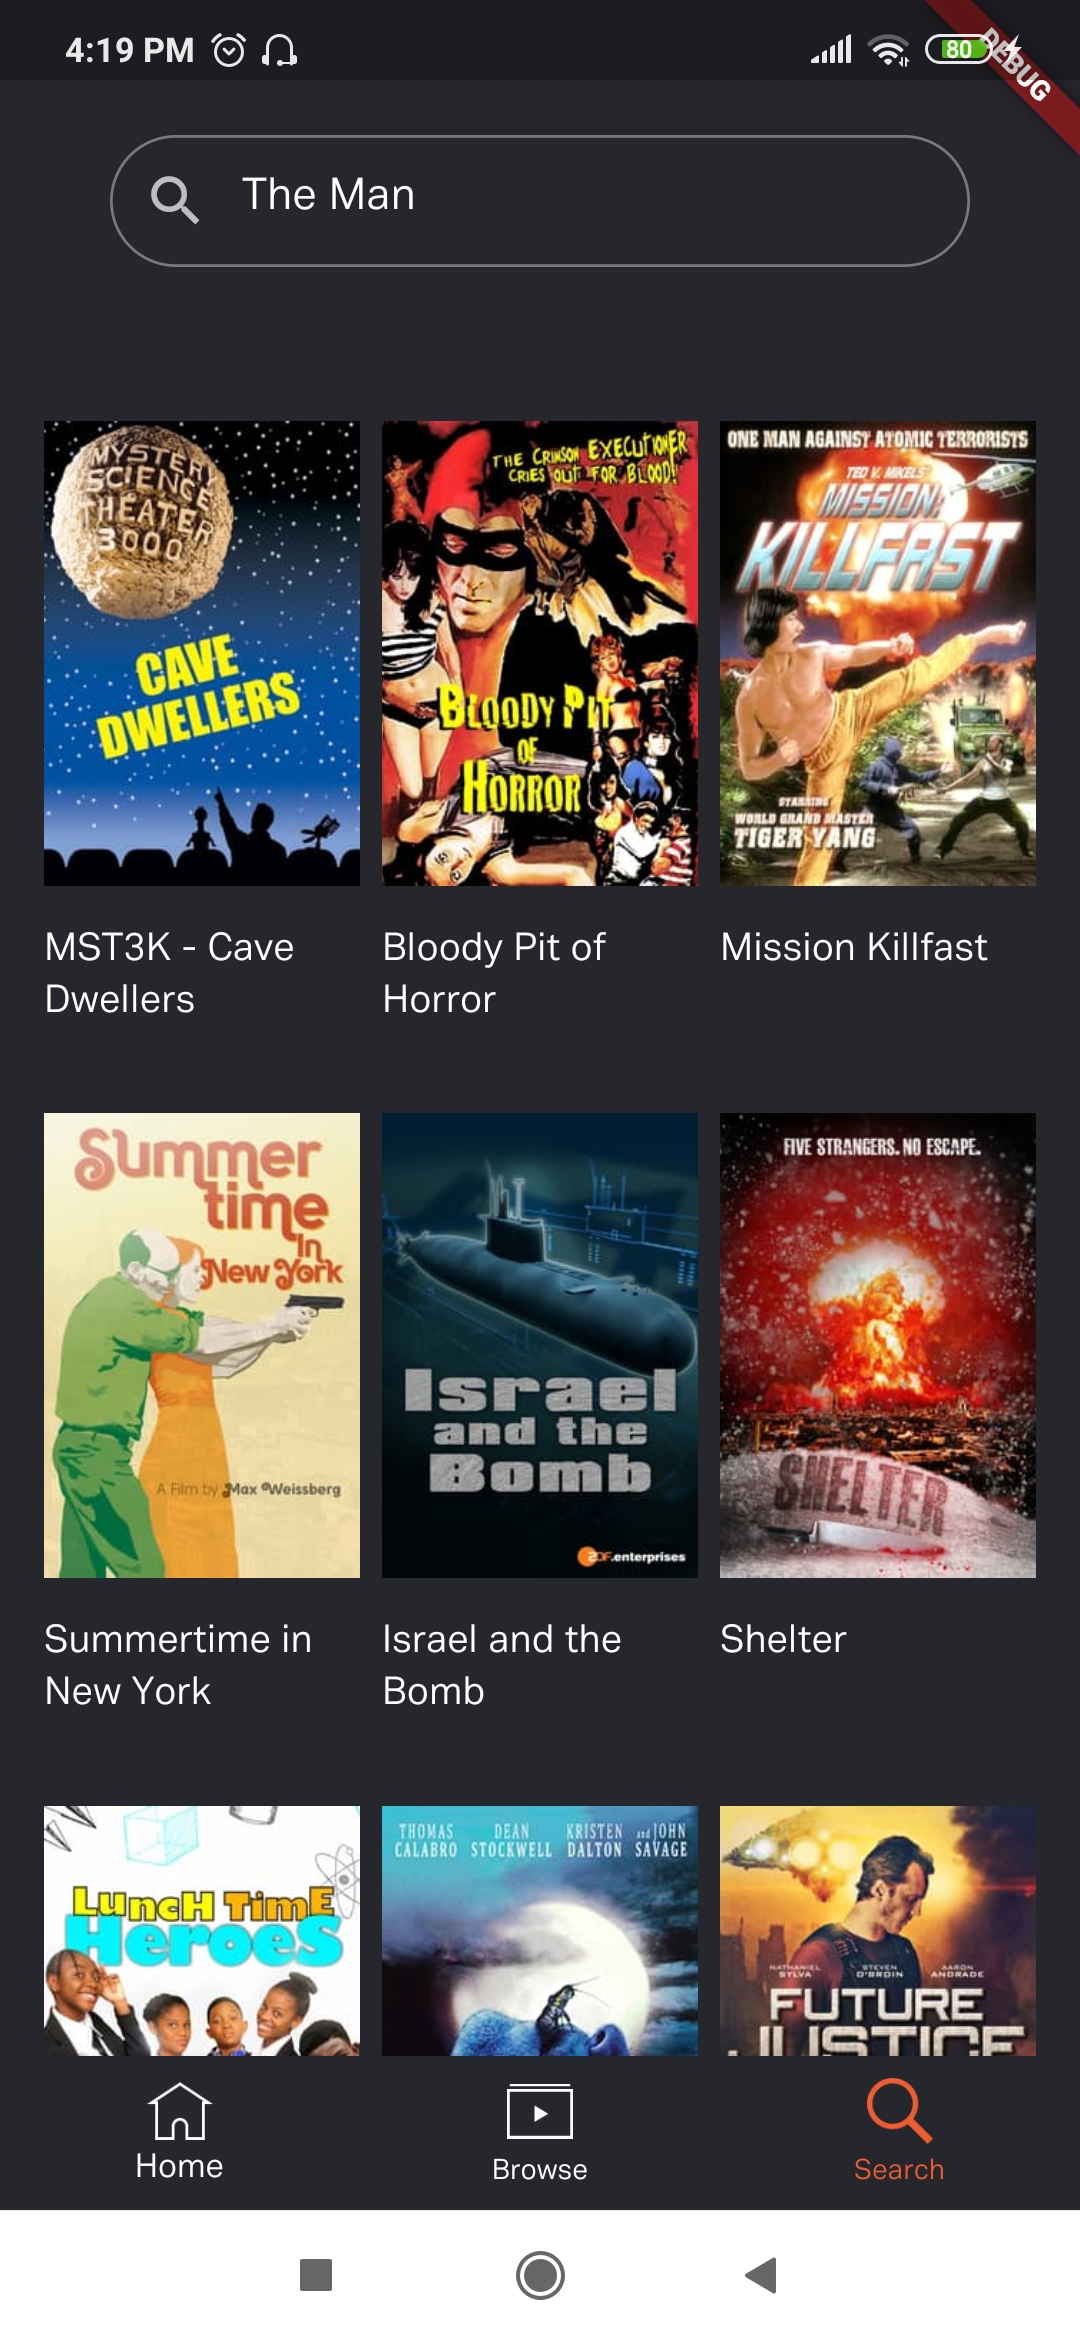 4:19 PM
80
DEBUG
The Man
MYSTERY
SCIENCE
THEATER
3000
CAVE
DWELLERS
THE CRIMSON EXECUTIONER
CRIES OUT FOR BLOOD!
BLOODY PIT
OF
HORROR
ONE MAN AGAINST ATOMIC TERRORISTS
TED V. MIKELS'
MISSION:
KILLFAST
STARRING
WORLD GRAND MASTER
TIGER YANG
MST3K - Cave
Dwellers
Bloody Pit of
Horror
Mission Killfast
Summer
time
In
New York
A Film by Max Weissberg
Israel
and the
Bomb
ZDF.enterprises
FIVE STRANGERS. NO ESCAPE.
SHELTER
Summertime in
New York
Israel and the
Bomb
Shelter
LUNCH TIME
HEROES
THOMAS CALABRO
DEAN STOCKWELL
KRISTEN DALTON
and JOHN SAVAGE
NATHANIEL SYLVA
STEVEN O'BROIN
AARON ANDRADE
FUTURE
JUSTICE
Home
Browse
Search